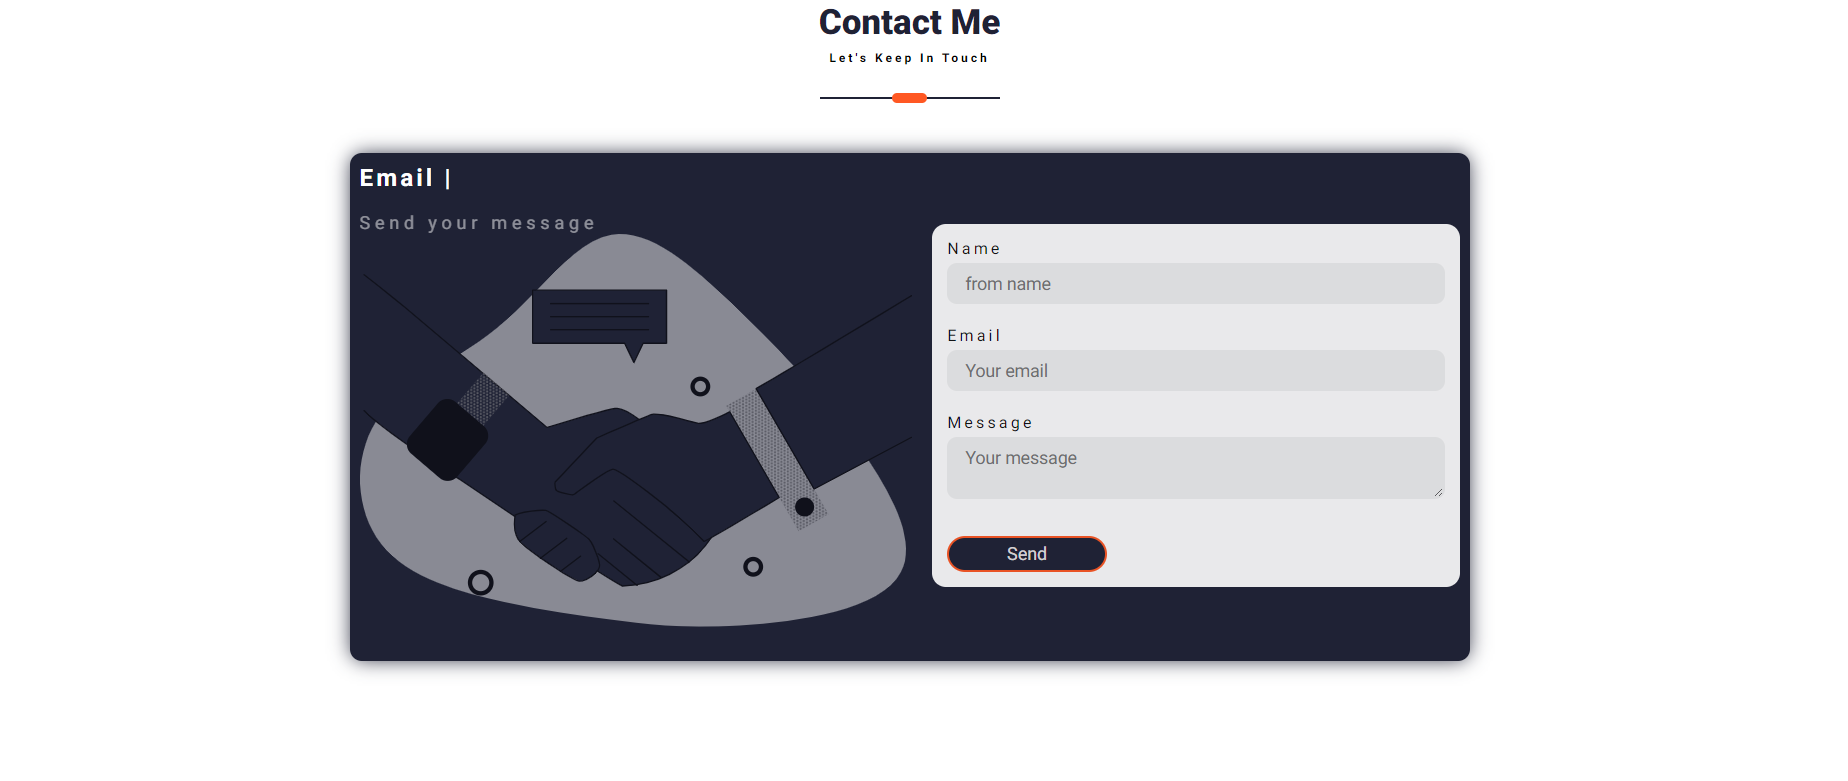 Contact Me
Let's Keep In Touch
Email |
Send your message
Name
from name
Email
Your email
Message
Your message
Send